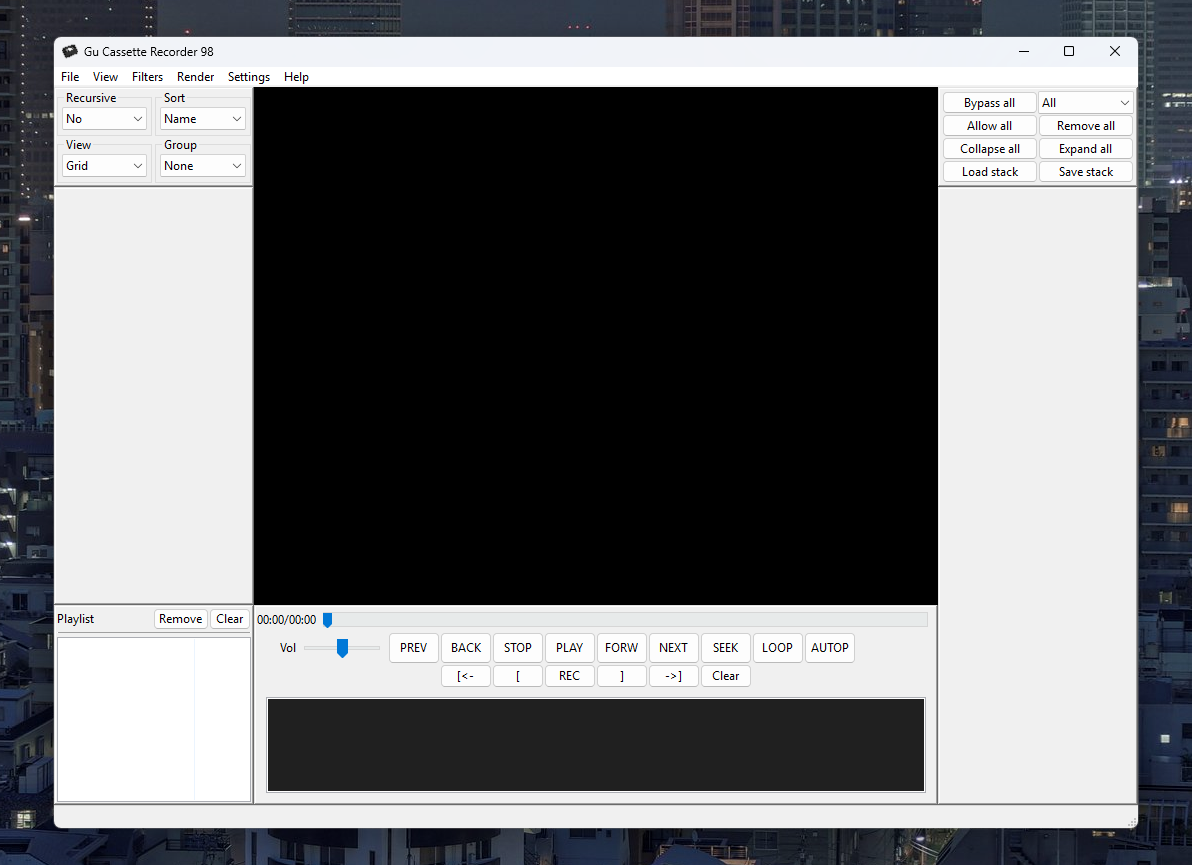 Gu Cassette Recorder 98
File View Filters Render Settings Help
Recursive Sort
No Name
View Group
Grid None
Bypass all All
Allow all Remove all
Collapse all Expand all
Load stack Save stack
Playlist Remove Clear
00:00/00:00
Vol PREV BACK STOP PLAY FORW NEXT SEEK LOOP AUTOP
[<- [ REC ] ->] Clear